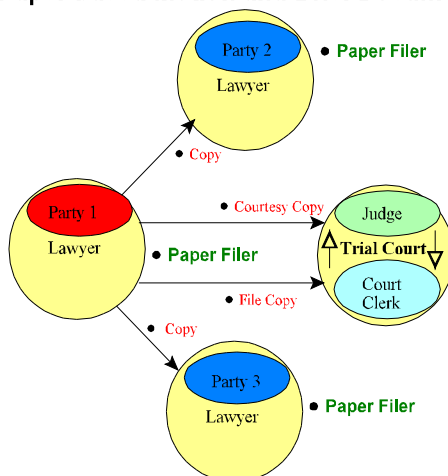 Party 2
Lawyer
• Paper Filer
• Copy
Party 1
Lawyer
• Paper Filer
• Courtesy Copy
Judge
Trial Court
Court
Clerk
• File Copy
• Copy
Party 3
Lawyer
• Paper Filer